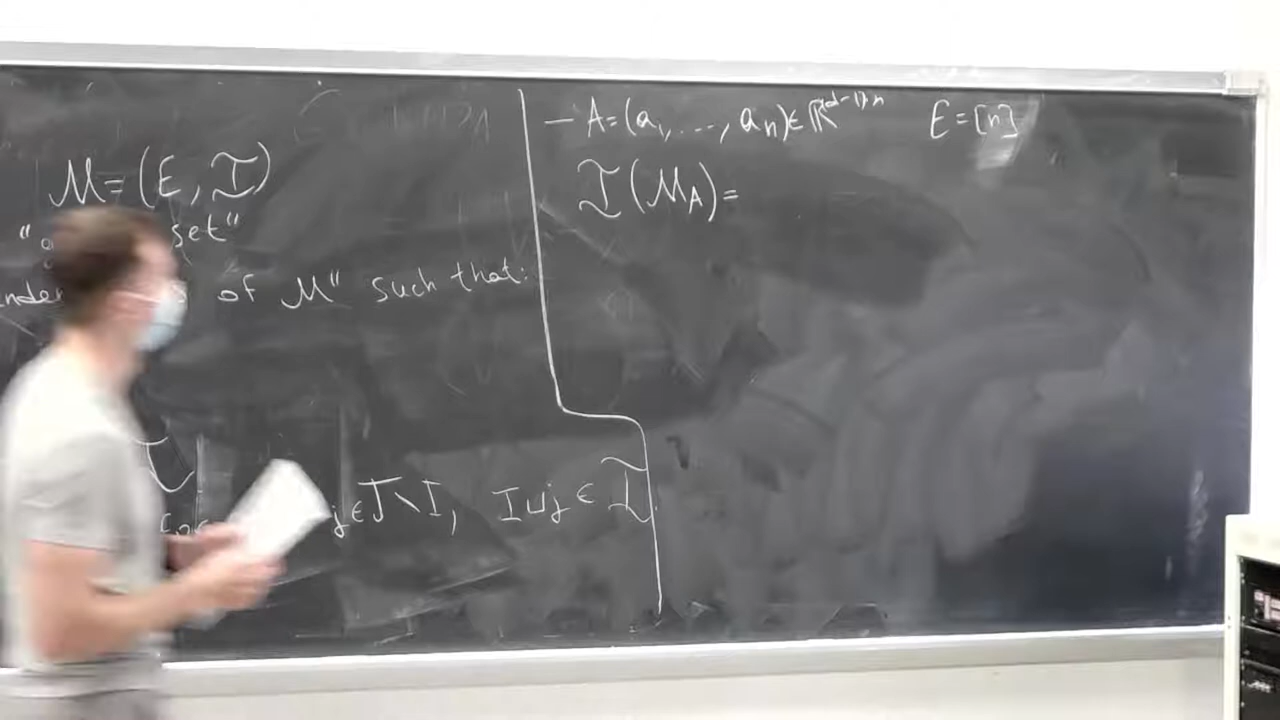 M = (E, I)
set"
of M" such that:
j ∈ J \ I, I ∪ j ∈ I.
— A = (a₁, ..., aₙ) ∈ ℝ^{(d-1)×n} E = [n]
I(M_A) =